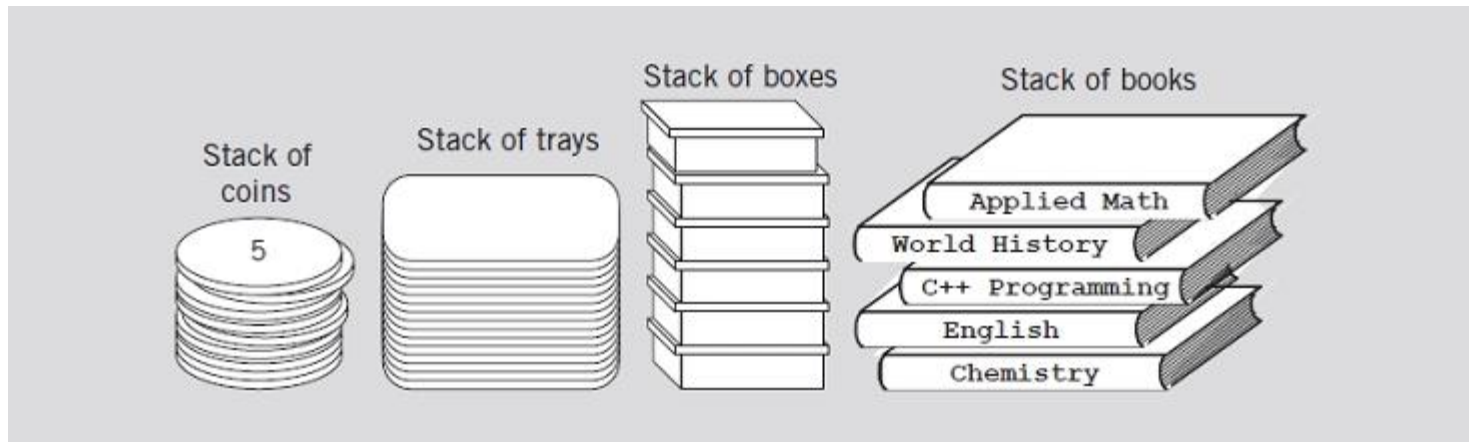 Stack of
coins
5
Stack of trays
Stack of boxes
Stack of books
Applied Math
World History
C++ Programming
English
Chemistry